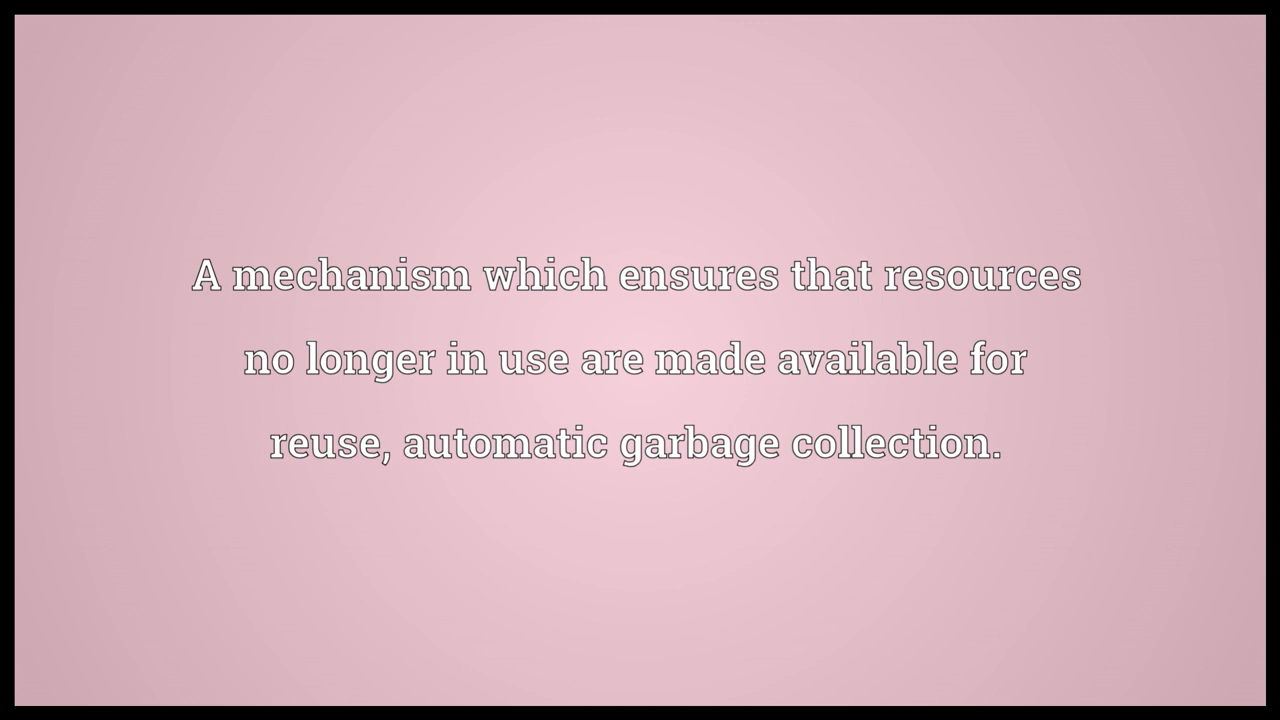 A mechanism which ensures that resources
no longer in use are made available for
reuse, automatic garbage collection.